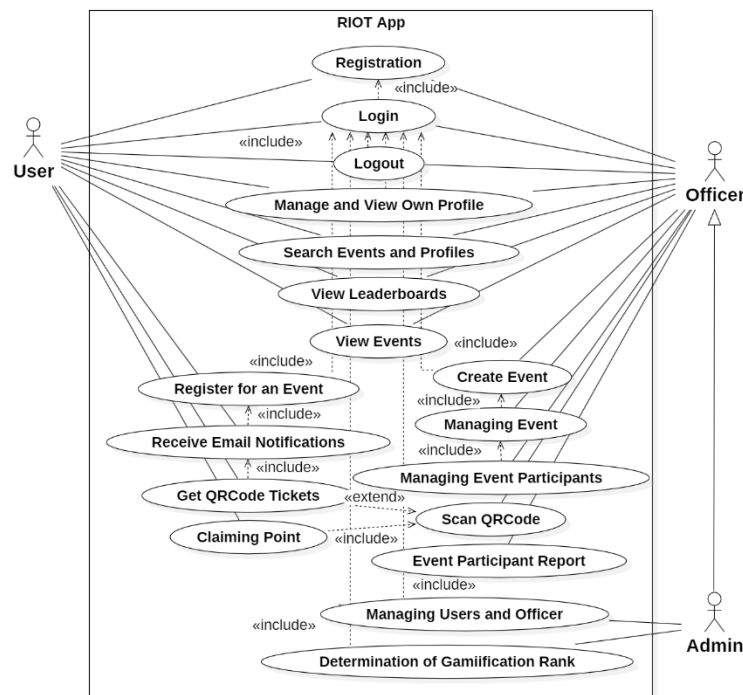 RIOT App
Registration
«include»
Login
«include»
Logout
User
Officer
Manage and View Own Profile
Search Events and Profiles
View Leaderboards
View Events
«include»
«include»
Register for an Event
Create Event
«include»
«include»
Managing Event
Receive Email Notifications
«include»
«include»
Managing Event Participants
Get QRCode Tickets
«extend»
Scan QRCode
Claiming Point
«include»
Event Participant Report
«include»
Managing Users and Officer
«include»
Admin
Determination of Gamiification Rank